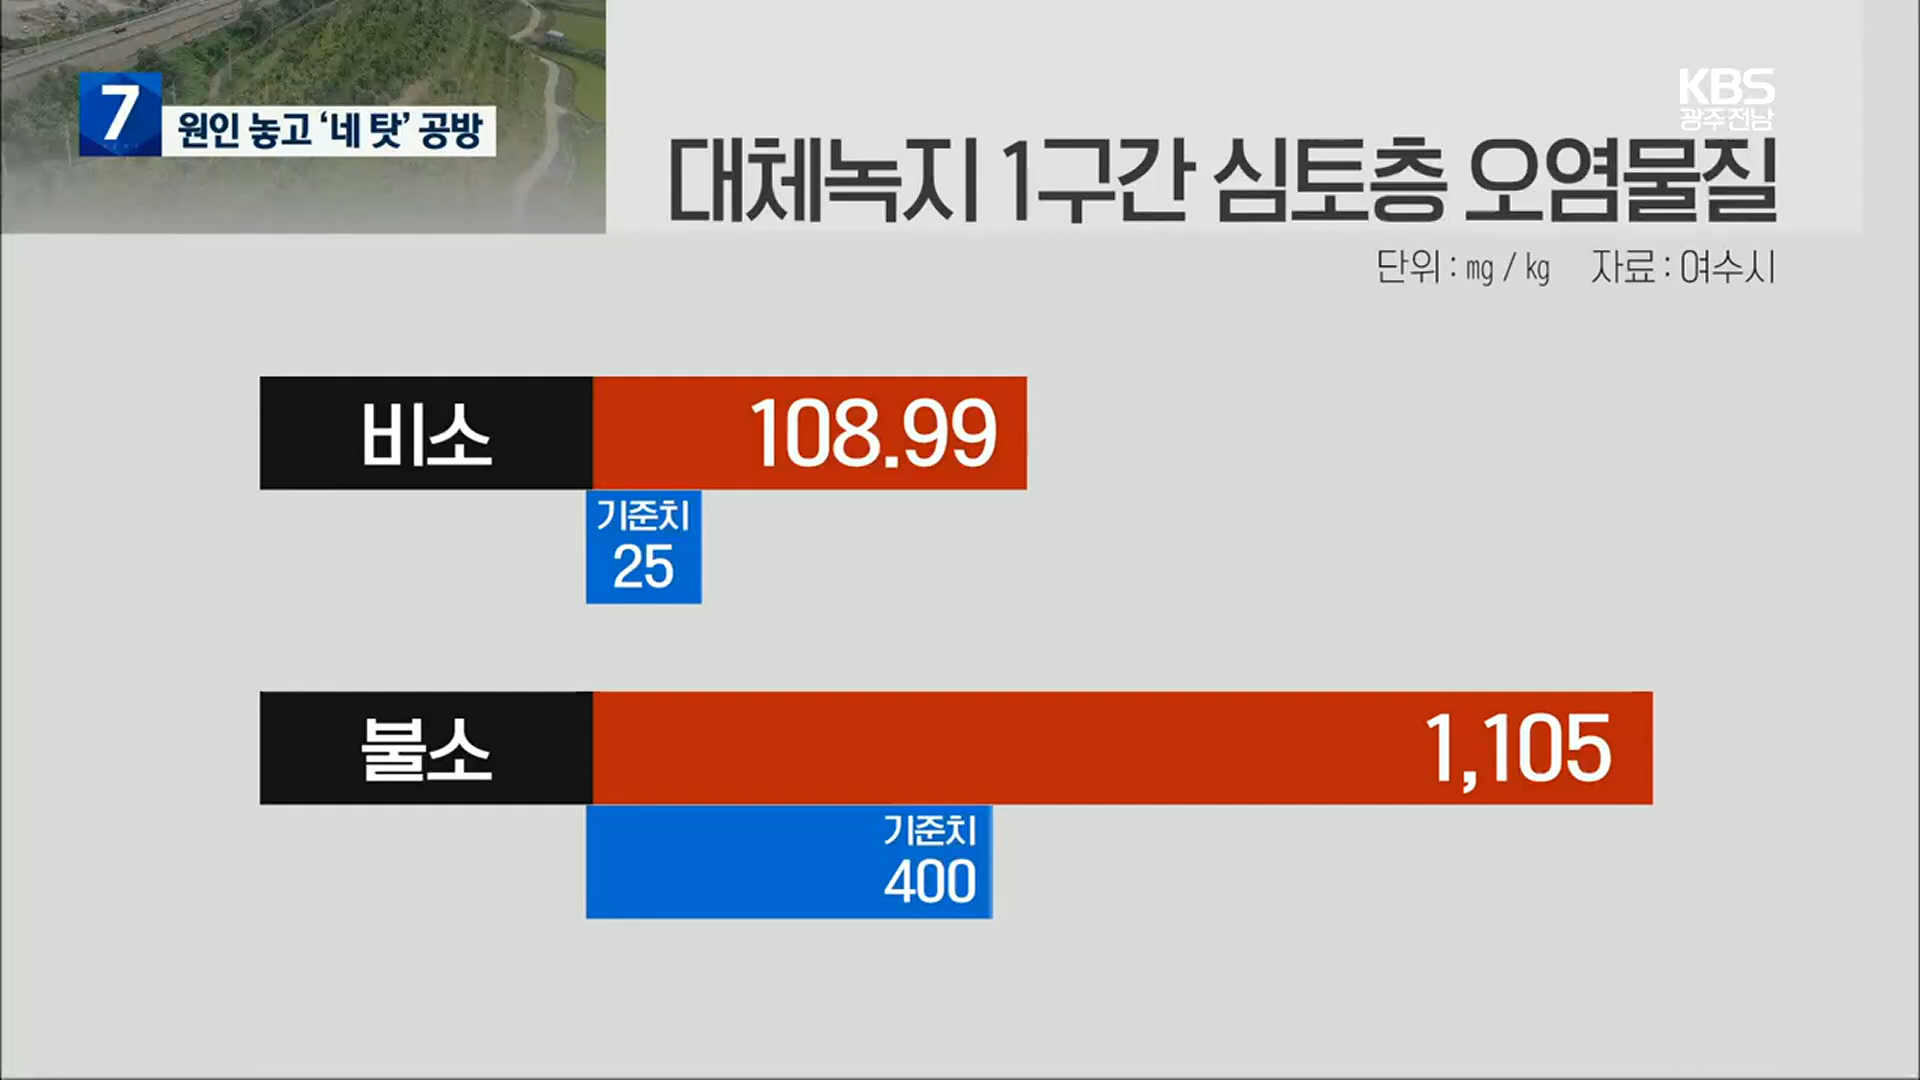 7
원인 놓고 ‘네 탓’ 공방
KBS
광주전남
대체녹지 1구간 심토층 오염물질
단위 : ㎎ / ㎏ 자료 : 여수시
비소
108.99
기준치
25
불소
1,105
기준치
400